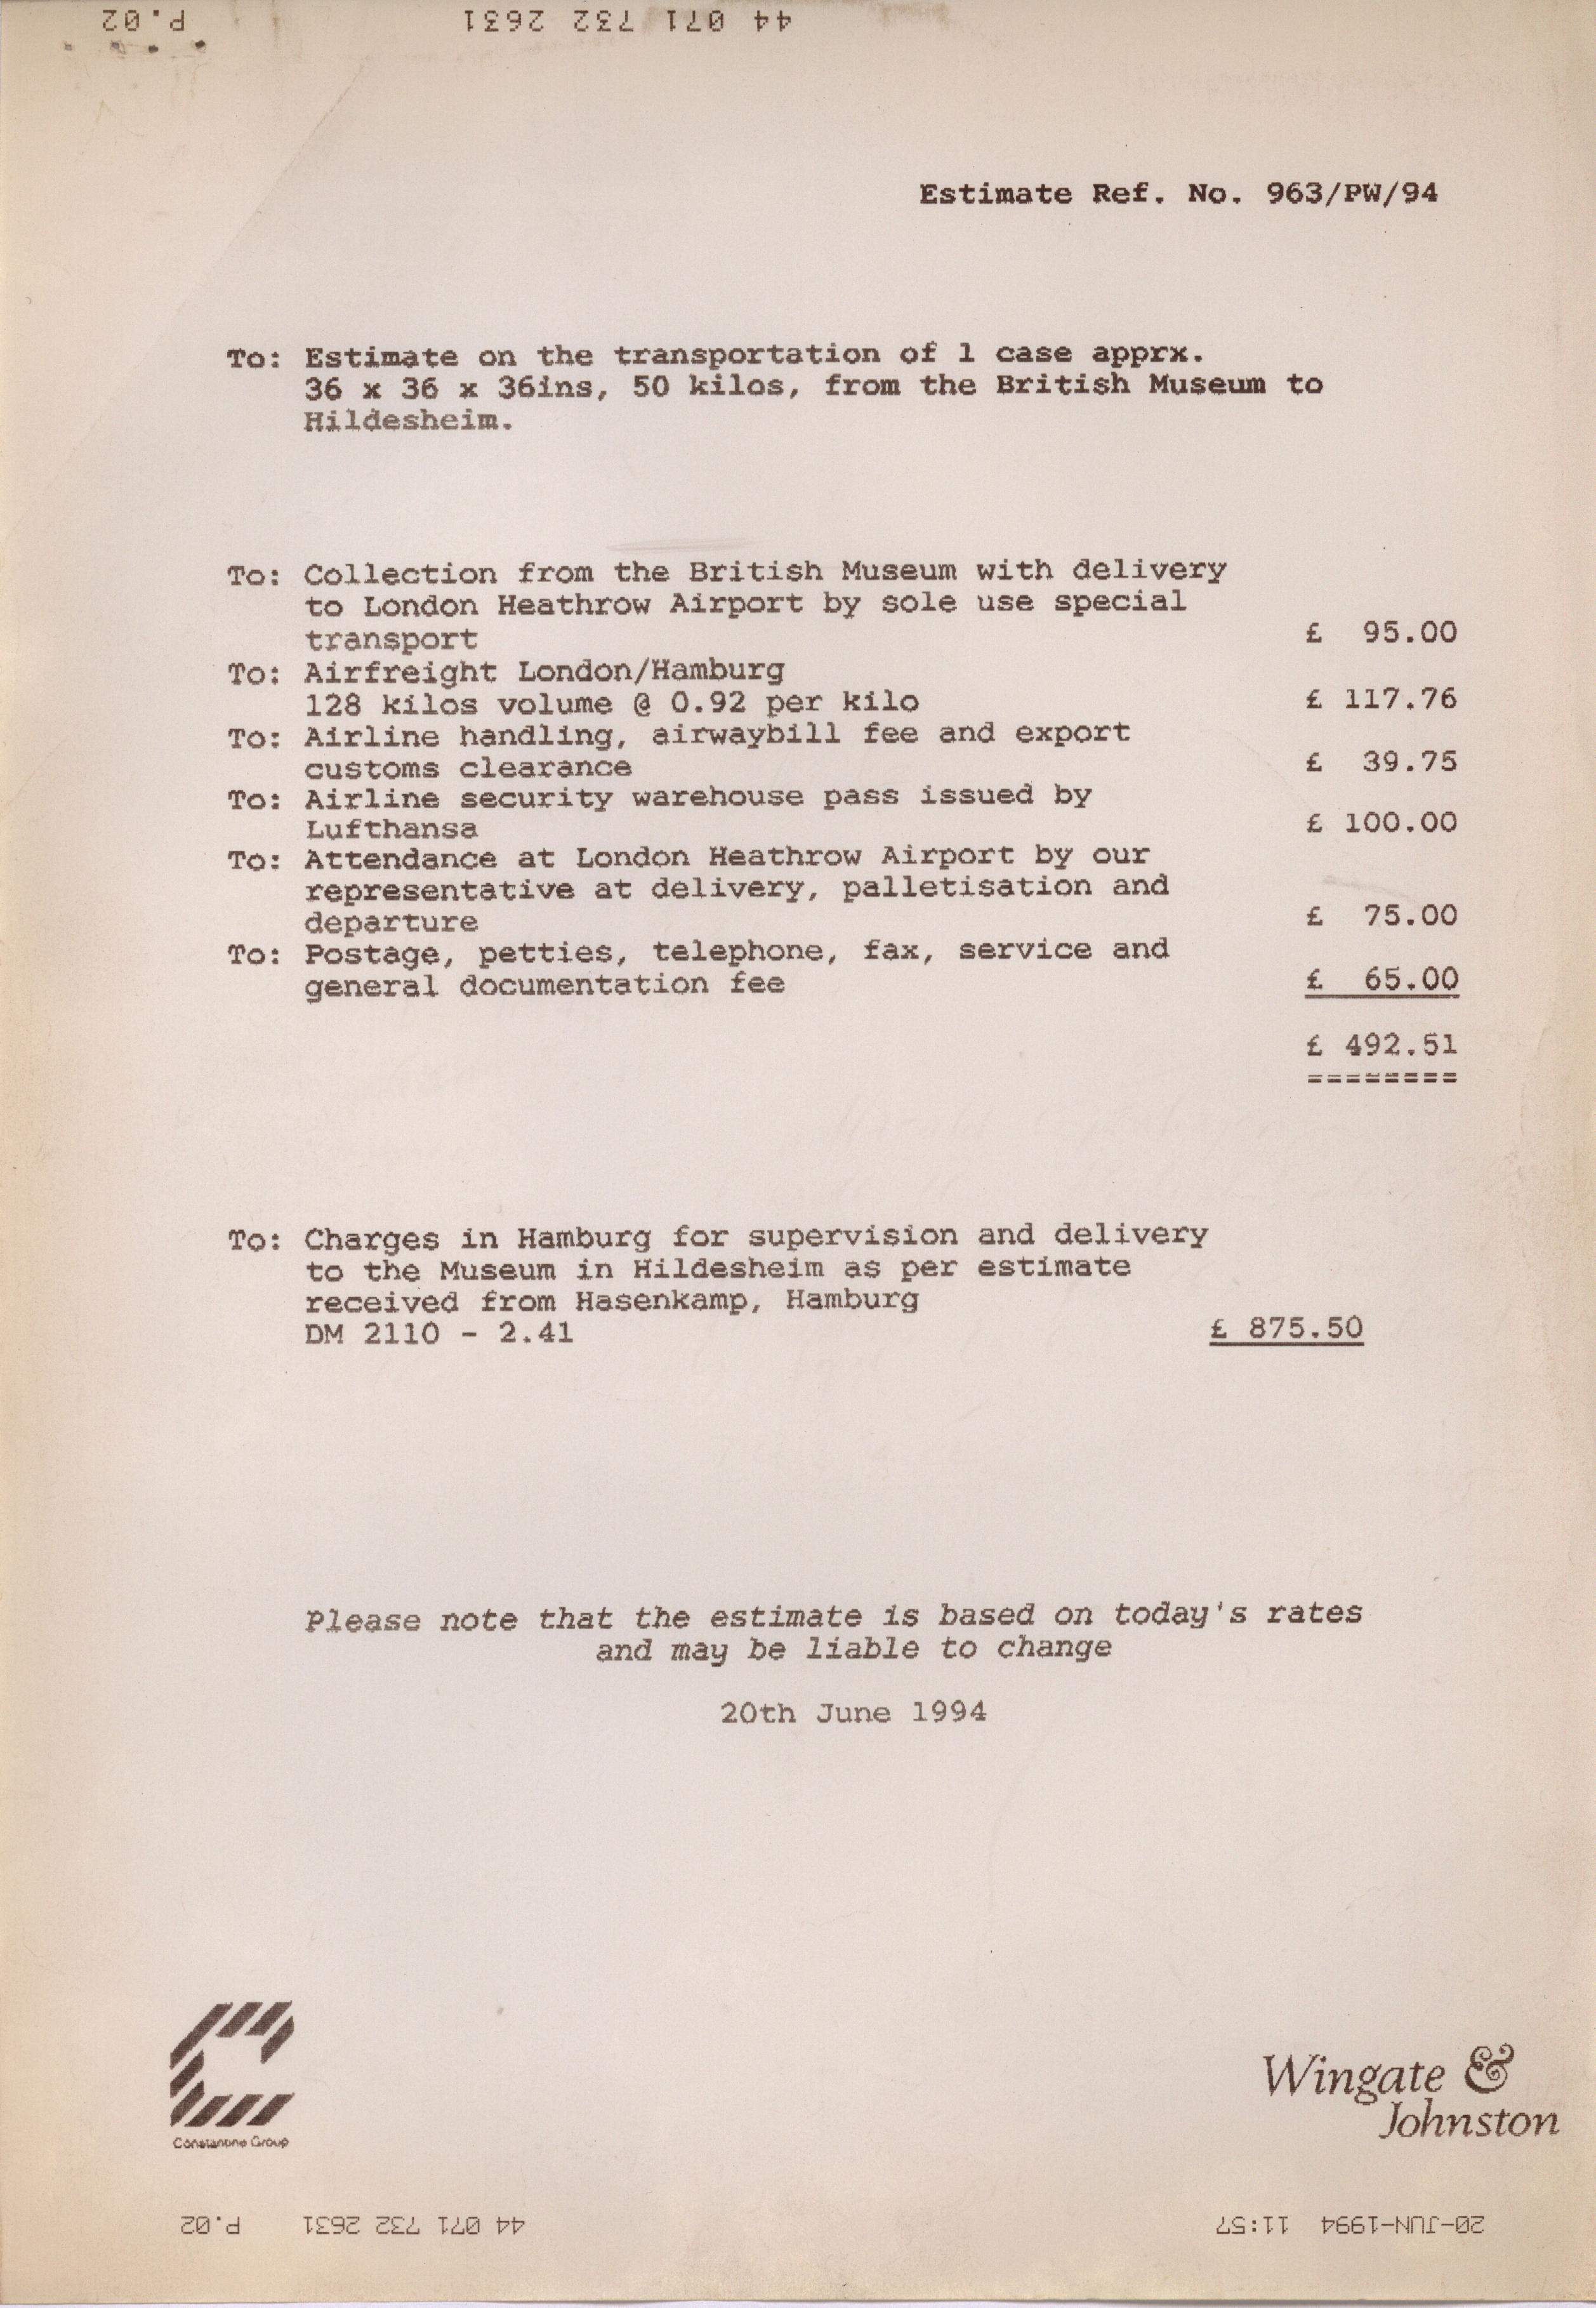 P.02 44 071 732 2631
Estimate Ref. No. 963/PW/94
To: Estimate on the transportation of 1 case apprx.
36 x 36 x 36ins, 50 kilos, from the British Museum to
Hildesheim.
To: Collection from the British Museum with delivery
to London Heathrow Airport by sole use special
transport £ 95.00
To: Airfreight London/Hamburg
128 kilos volume @ 0.92 per kilo £ 117.76
To: Airline handling, airwaybill fee and export
customs clearance £ 39.75
To: Airline security warehouse pass issued by
Lufthansa £ 100.00
To: Attendance at London Heathrow Airport by our
representative at delivery, palletisation and
departure £ 75.00
To: Postage, petties, telephone, fax, service and
general documentation fee £ 65.00
£ 492.51
========
To: Charges in Hamburg for supervision and delivery
to the Museum in Hildesheim as per estimate
received from Hasenkamp, Hamburg
DM 2110 - 2.41 £ 875.50
Please note that the estimate is based on today's rates
and may be liable to change
20th June 1994
Constantine Group
Wingate &
Johnston
20-JUN-1994 11:57 44 071 732 2631 P.02